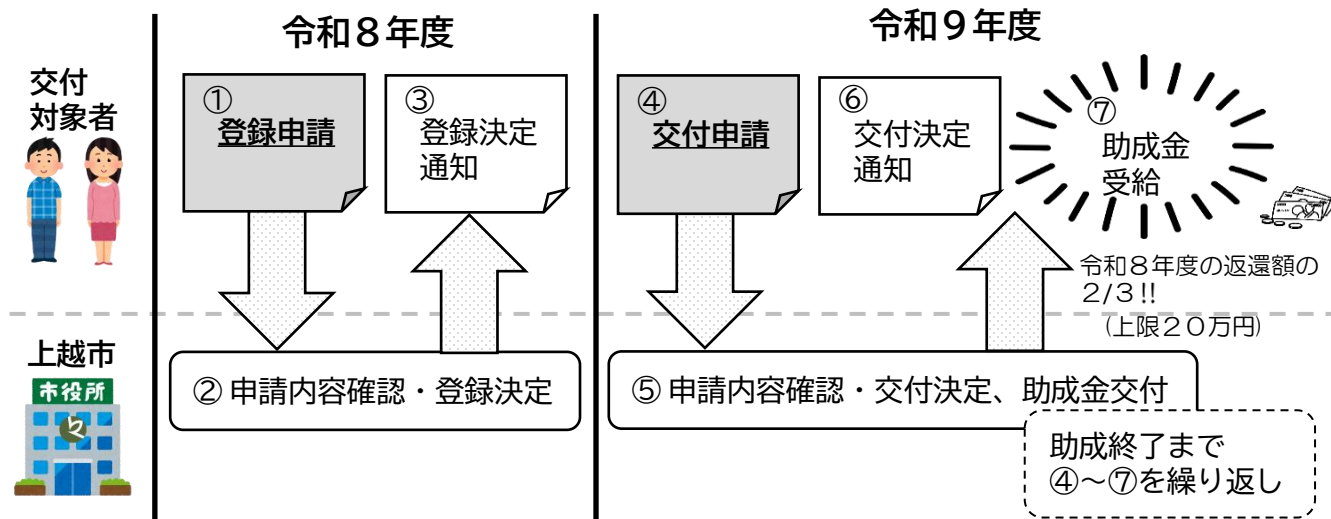 令和８年度
令和９年度
交付
対象者
①
登録申請
③
登録決定
通知
④
交付申請
⑥
交付決定
通知
⑦
助成金
受給
令和８年度の返還額の
２/３!!
(上限２０万円)
上越市
市役所
② 申請内容確認・登録決定
⑤ 申請内容確認・交付決定、助成金交付
助成終了まで
④～⑦を繰り返し